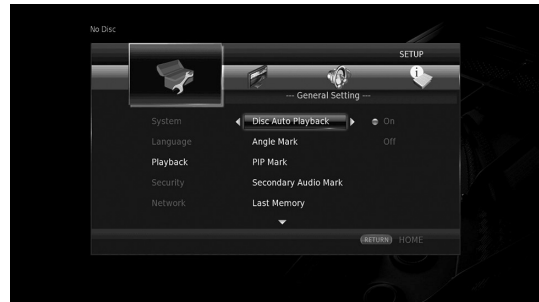 No Disc
SETUP
--- General Setting ---
System
Disc Auto Playback
On
Language
Angle Mark
Off
Playback
PIP Mark
Security
Secondary Audio Mark
Network
Last Memory
RETURN HOME